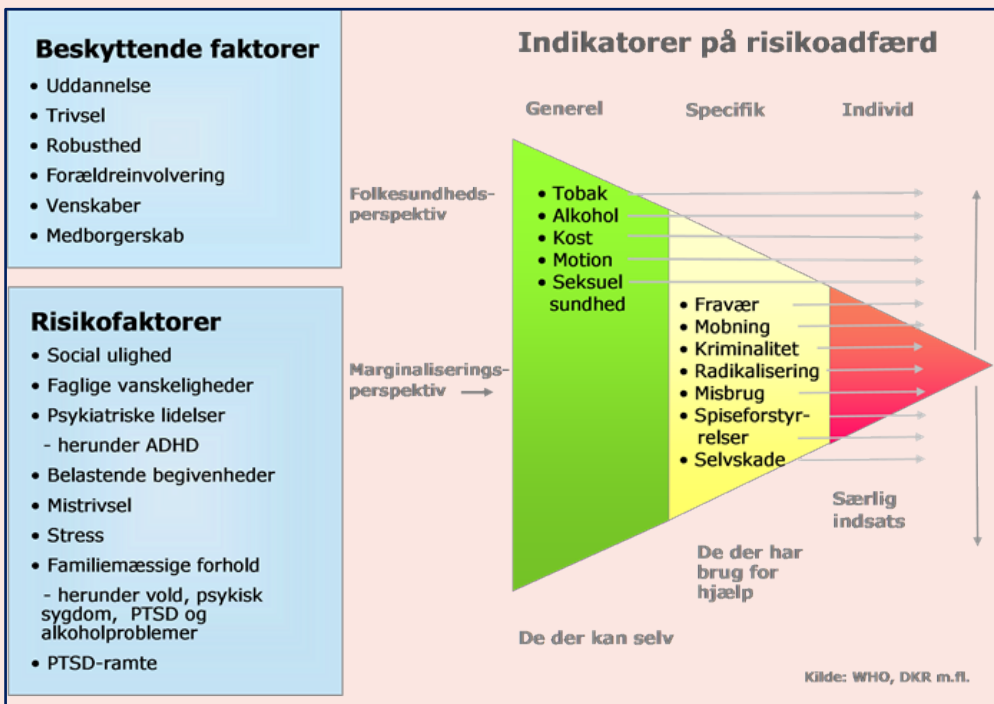 Beskyttende faktorer
• Uddannelse
• Trivsel
• Robusthed
• Forældreinvolvering
• Venskaber
• Medborgerskab
Risikofaktorer
• Social ulighed
• Faglige vanskeligheder
• Psykiatriske lidelser
- herunder ADHD
• Belastende begivenheder
• Mistrivsel
• Stress
• Familiemæssige forhold
- herunder vold, psykisk
sygdom, PTSD og
alkoholproblemer
• PTSD-ramte
Indikatorer på risikoadfærd
Generel
Specifik
Individ
Folkesundheds-
perspektiv
Marginaliserings-
perspektiv
• Tobak
• Alkohol
• Kost
• Motion
• Seksuel
sundhed
• Fravær
• Mobning
• Kriminalitet
• Radikalisering
• Misbrug
• Spiseforstyr-
relser
• Selvskade
Særlig
indsats
De der har
brug for
hjælp
De der kan selv
Kilde: WHO, DKR m.fl.